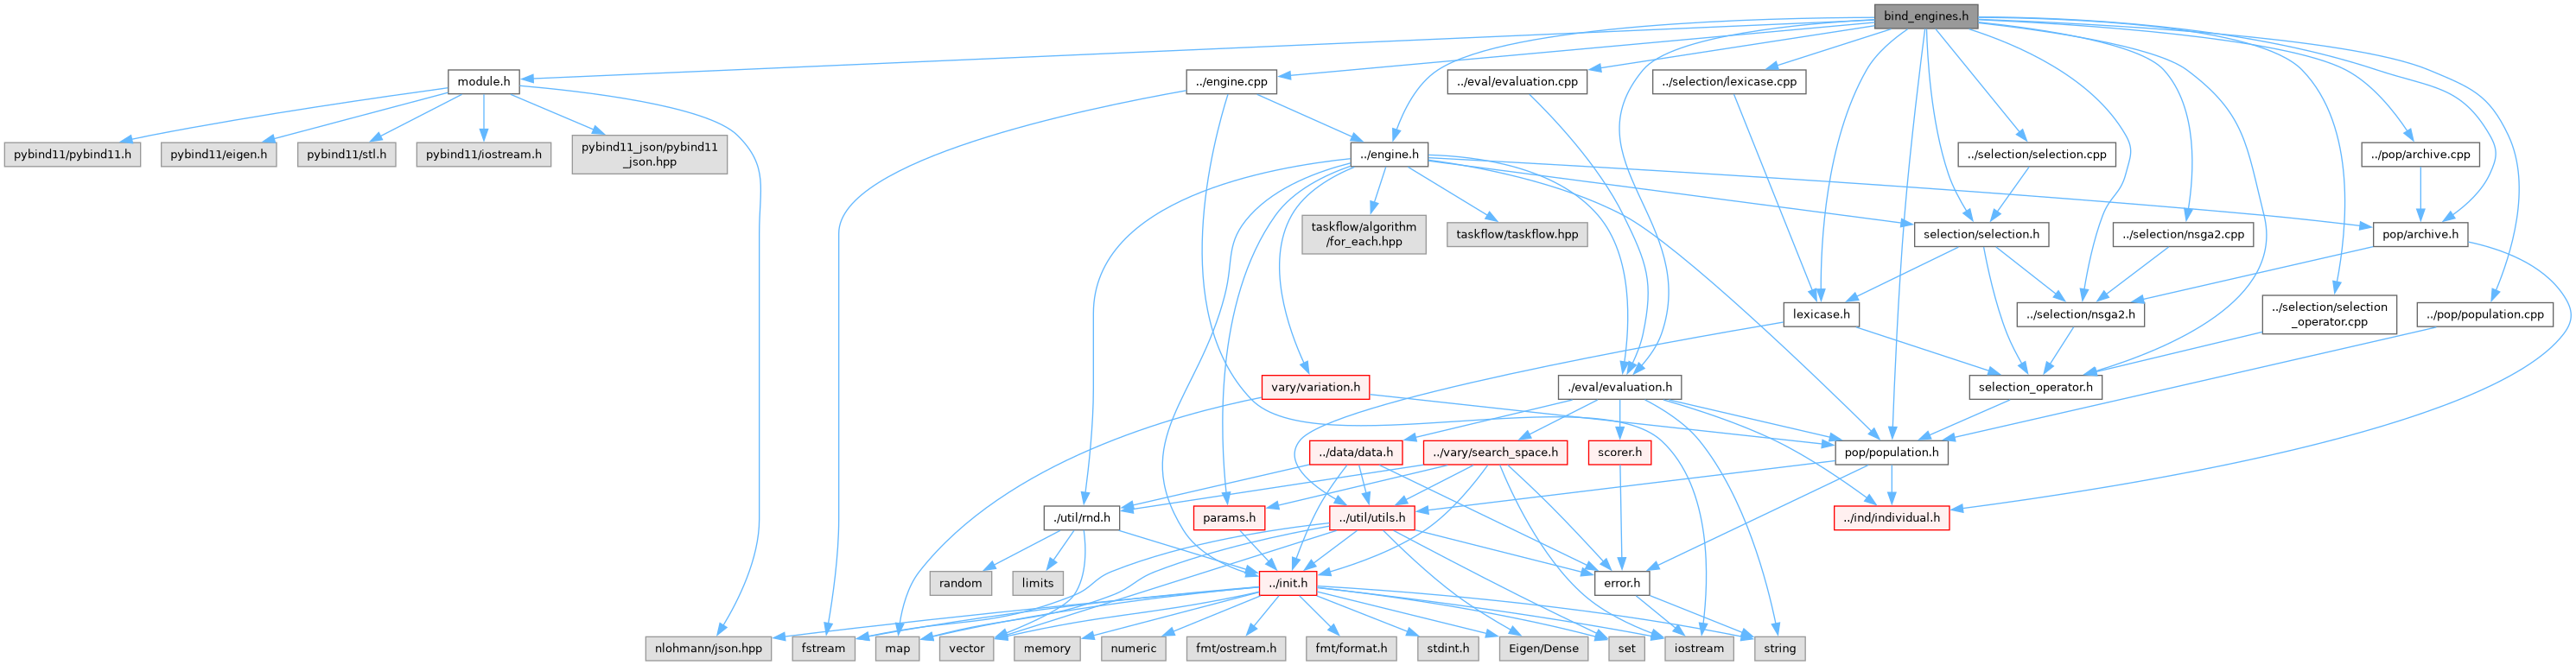 bind_engines.h
module.h
../engine.cpp
../eval/evaluation.cpp
../selection/lexicase.cpp
pybind11/pybind11.h
pybind11/eigen.h
pybind11/stl.h
pybind11/iostream.h
pybind11_json/pybind11
_json.hpp
../engine.h
../selection/selection.cpp
../pop/archive.cpp
taskflow/algorithm
/for_each.hpp
taskflow/taskflow.hpp
selection/selection.h
../selection/nsga2.cpp
pop/archive.h
lexicase.h
../selection/nsga2.h
../selection/selection
_operator.cpp
../pop/population.cpp
vary/variation.h
./eval/evaluation.h
selection_operator.h
../data/data.h
../vary/search_space.h
scorer.h
pop/population.h
./util/rnd.h
params.h
../util/utils.h
../ind/individual.h
random
limits
../init.h
error.h
nlohmann/json.hpp
fstream
map
vector
memory
numeric
fmt/ostream.h
fmt/format.h
stdint.h
Eigen/Dense
set
iostream
string